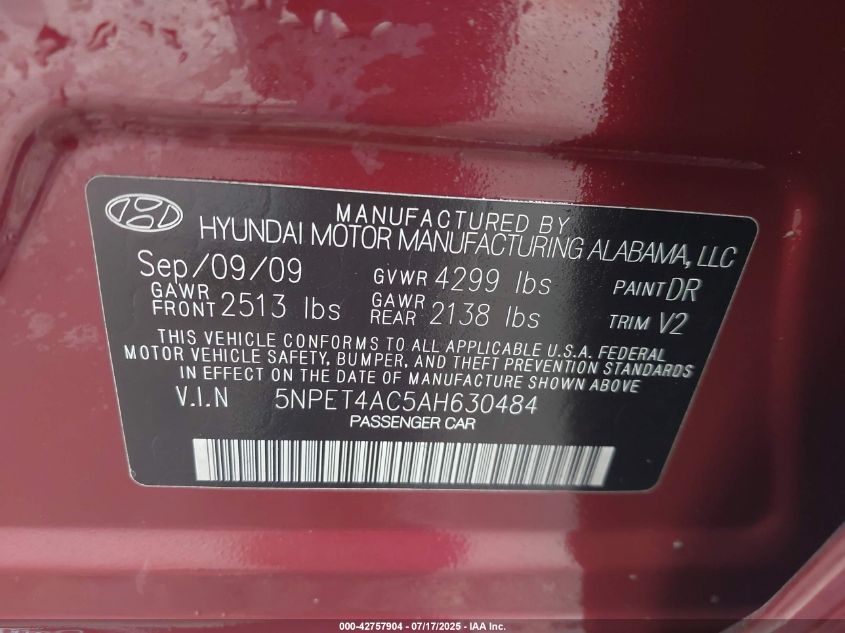 MANUFACTURED BY
HYUNDAI MOTOR MANUFACTURING ALABAMA, LLC
Sep/09/09 GVWR 4299 lbs PAINT DR
GAWR FRONT 2513 lbs GAWR REAR 2138 lbs TRIM V2
THIS VEHICLE CONFORMS TO ALL APPLICABLE U.S.A. FEDERAL
MOTOR VEHICLE SAFETY, BUMPER, AND THEFT PREVENTION STANDARDS
IN EFFECT ON THE DATE OF MANUFACTURE SHOWN ABOVE
V.I.N 5NPET4AC5AH630484
PASSENGER CAR
000-42757904 - 07/17/2025 - IAA Inc.